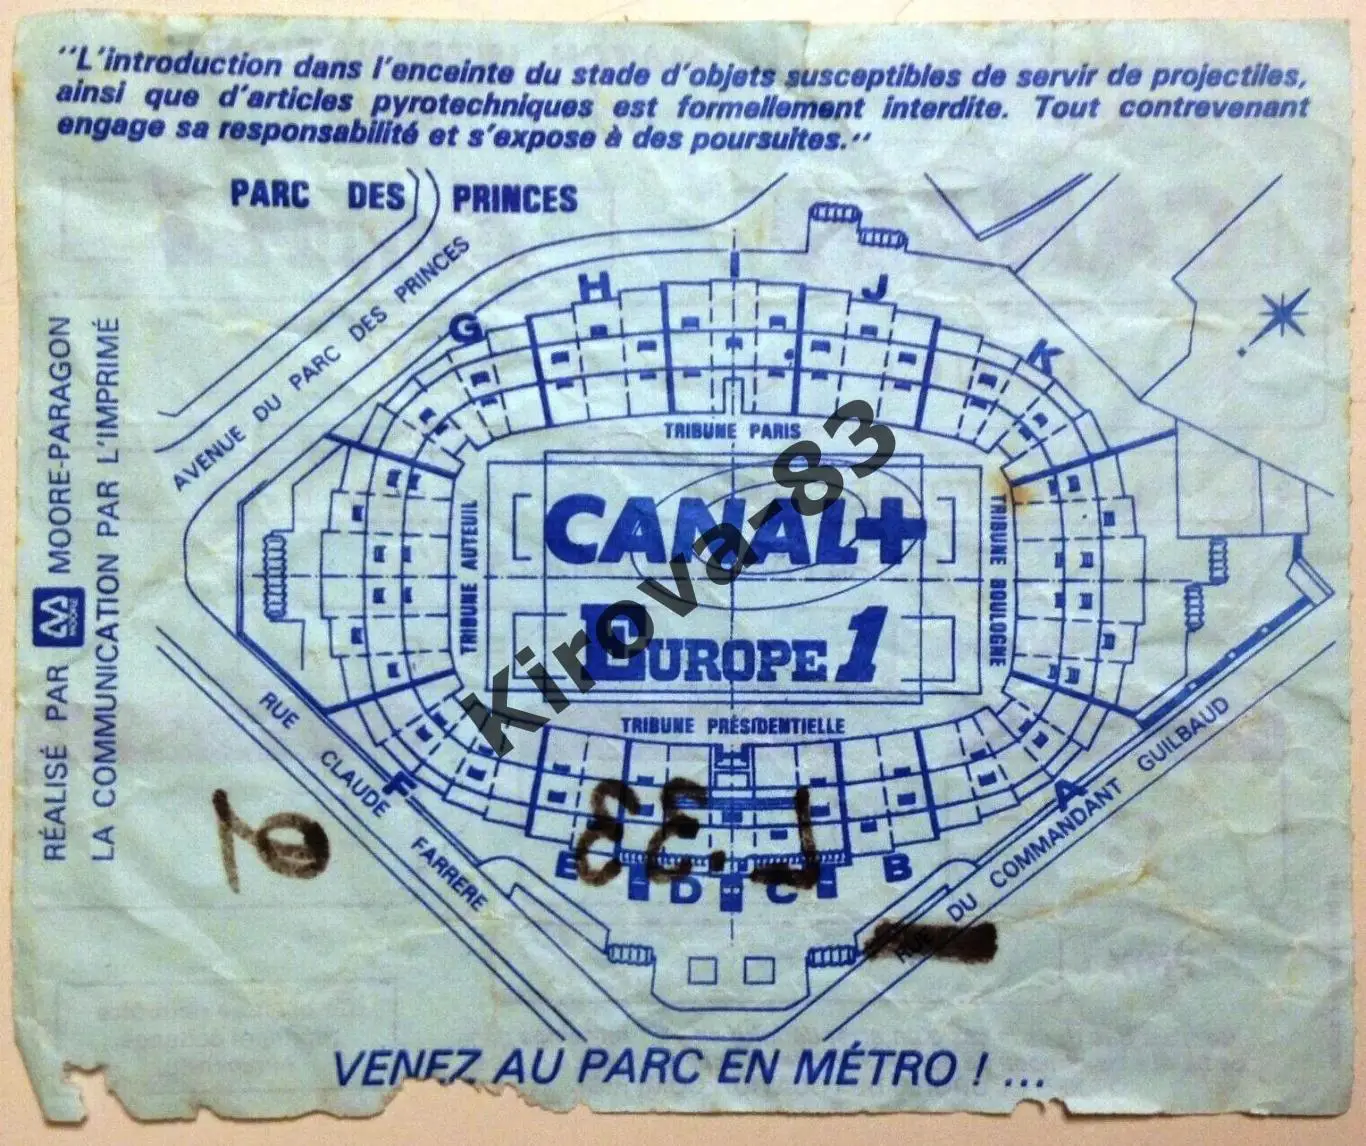 "L'introduction dans l'enceinte du stade d'objets susceptibles de servir de projectiles,
ainsi que d'articles pyrotechniques est formellement interdite. Tout contrevenant
engage sa responsabilité et s'expose à des poursuites."
PARC DES PRINCES
AVENUE DU PARC DES PRINCES
G
H
I
J
K
TRIBUNE PARIS
TRIBUNE AUTEUIL
CANAL+
EUROPE 1
TRIBUNE BOULOGNE
TRIBUNE PRÉSIDENTIELLE
F
E
D
C
B
A
RUE CLAUDE FARRERE
RUE DU COMMANDANT GUILBAUD
RÉALISÉ PAR MOORE MOORE-PARAGON
LA COMMUNICATION PAR L'IMPRIMÉ
VENEZ AU PARC EN MÉTRO ! ...
Kirova-83